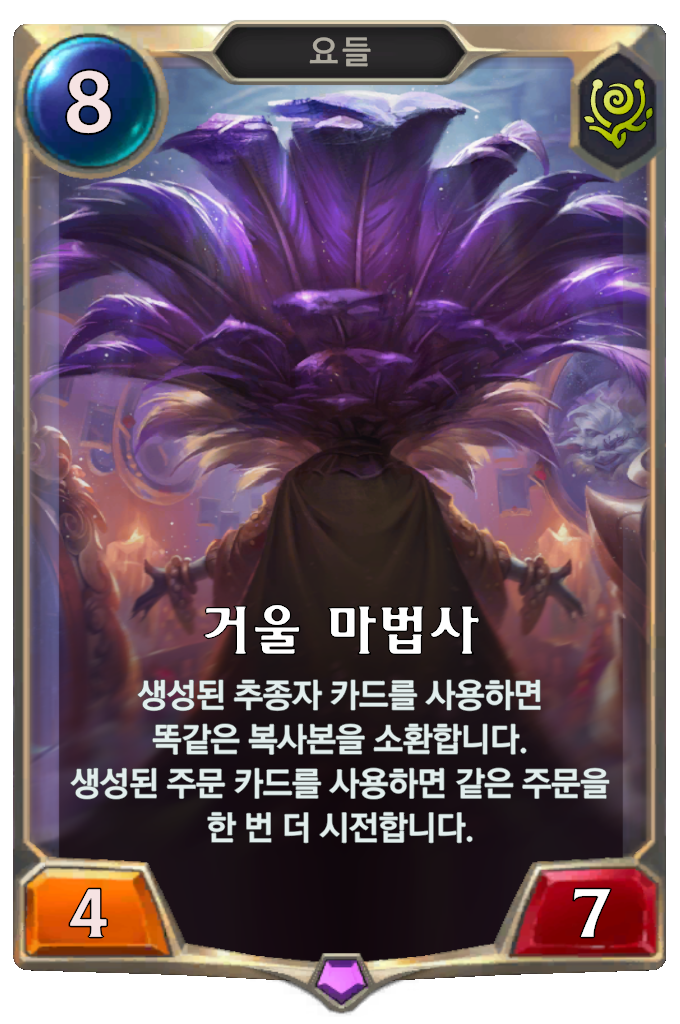 요들
8
거울 마법사
생성된 추종자 카드를 사용하면
똑같은 복사본을 소환합니다.
생성된 주문 카드를 사용하면 같은 주문을
한 번 더 시전합니다.
4
7